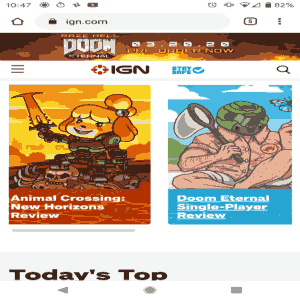 10:47
82%
ign.com
5
RAZE HELL
DOOM
ETERNAL
03.20.20
PRE-ORDER NOW
IGN
Animal Crossing:
New Horizons
Review
Doom Eternal
Single-Player
Review
Today's Top